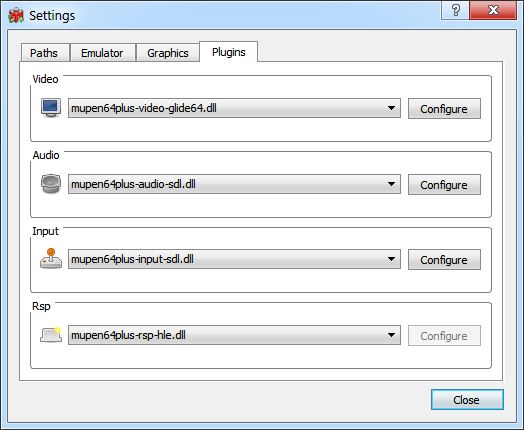 Settings
Paths Emulator Graphics Plugins
Video
mupen64plus-video-glide64.dll Configure
Audio
mupen64plus-audio-sdl.dll Configure
Input
mupen64plus-input-sdl.dll Configure
Rsp
mupen64plus-rsp-hle.dll Configure
Close